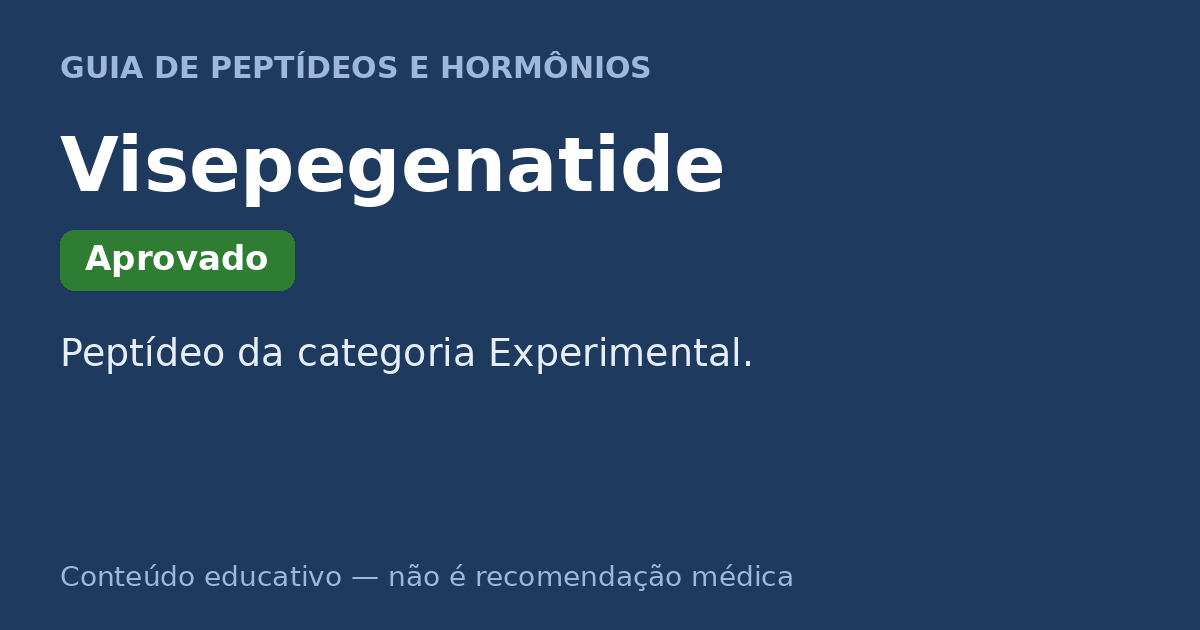 GUIA DE PEPTÍDEOS E HORMÔNIOS
Visepegenatide
Aprovado
Peptídeo da categoria Experimental.
Conteúdo educativo — não é recomendação médica